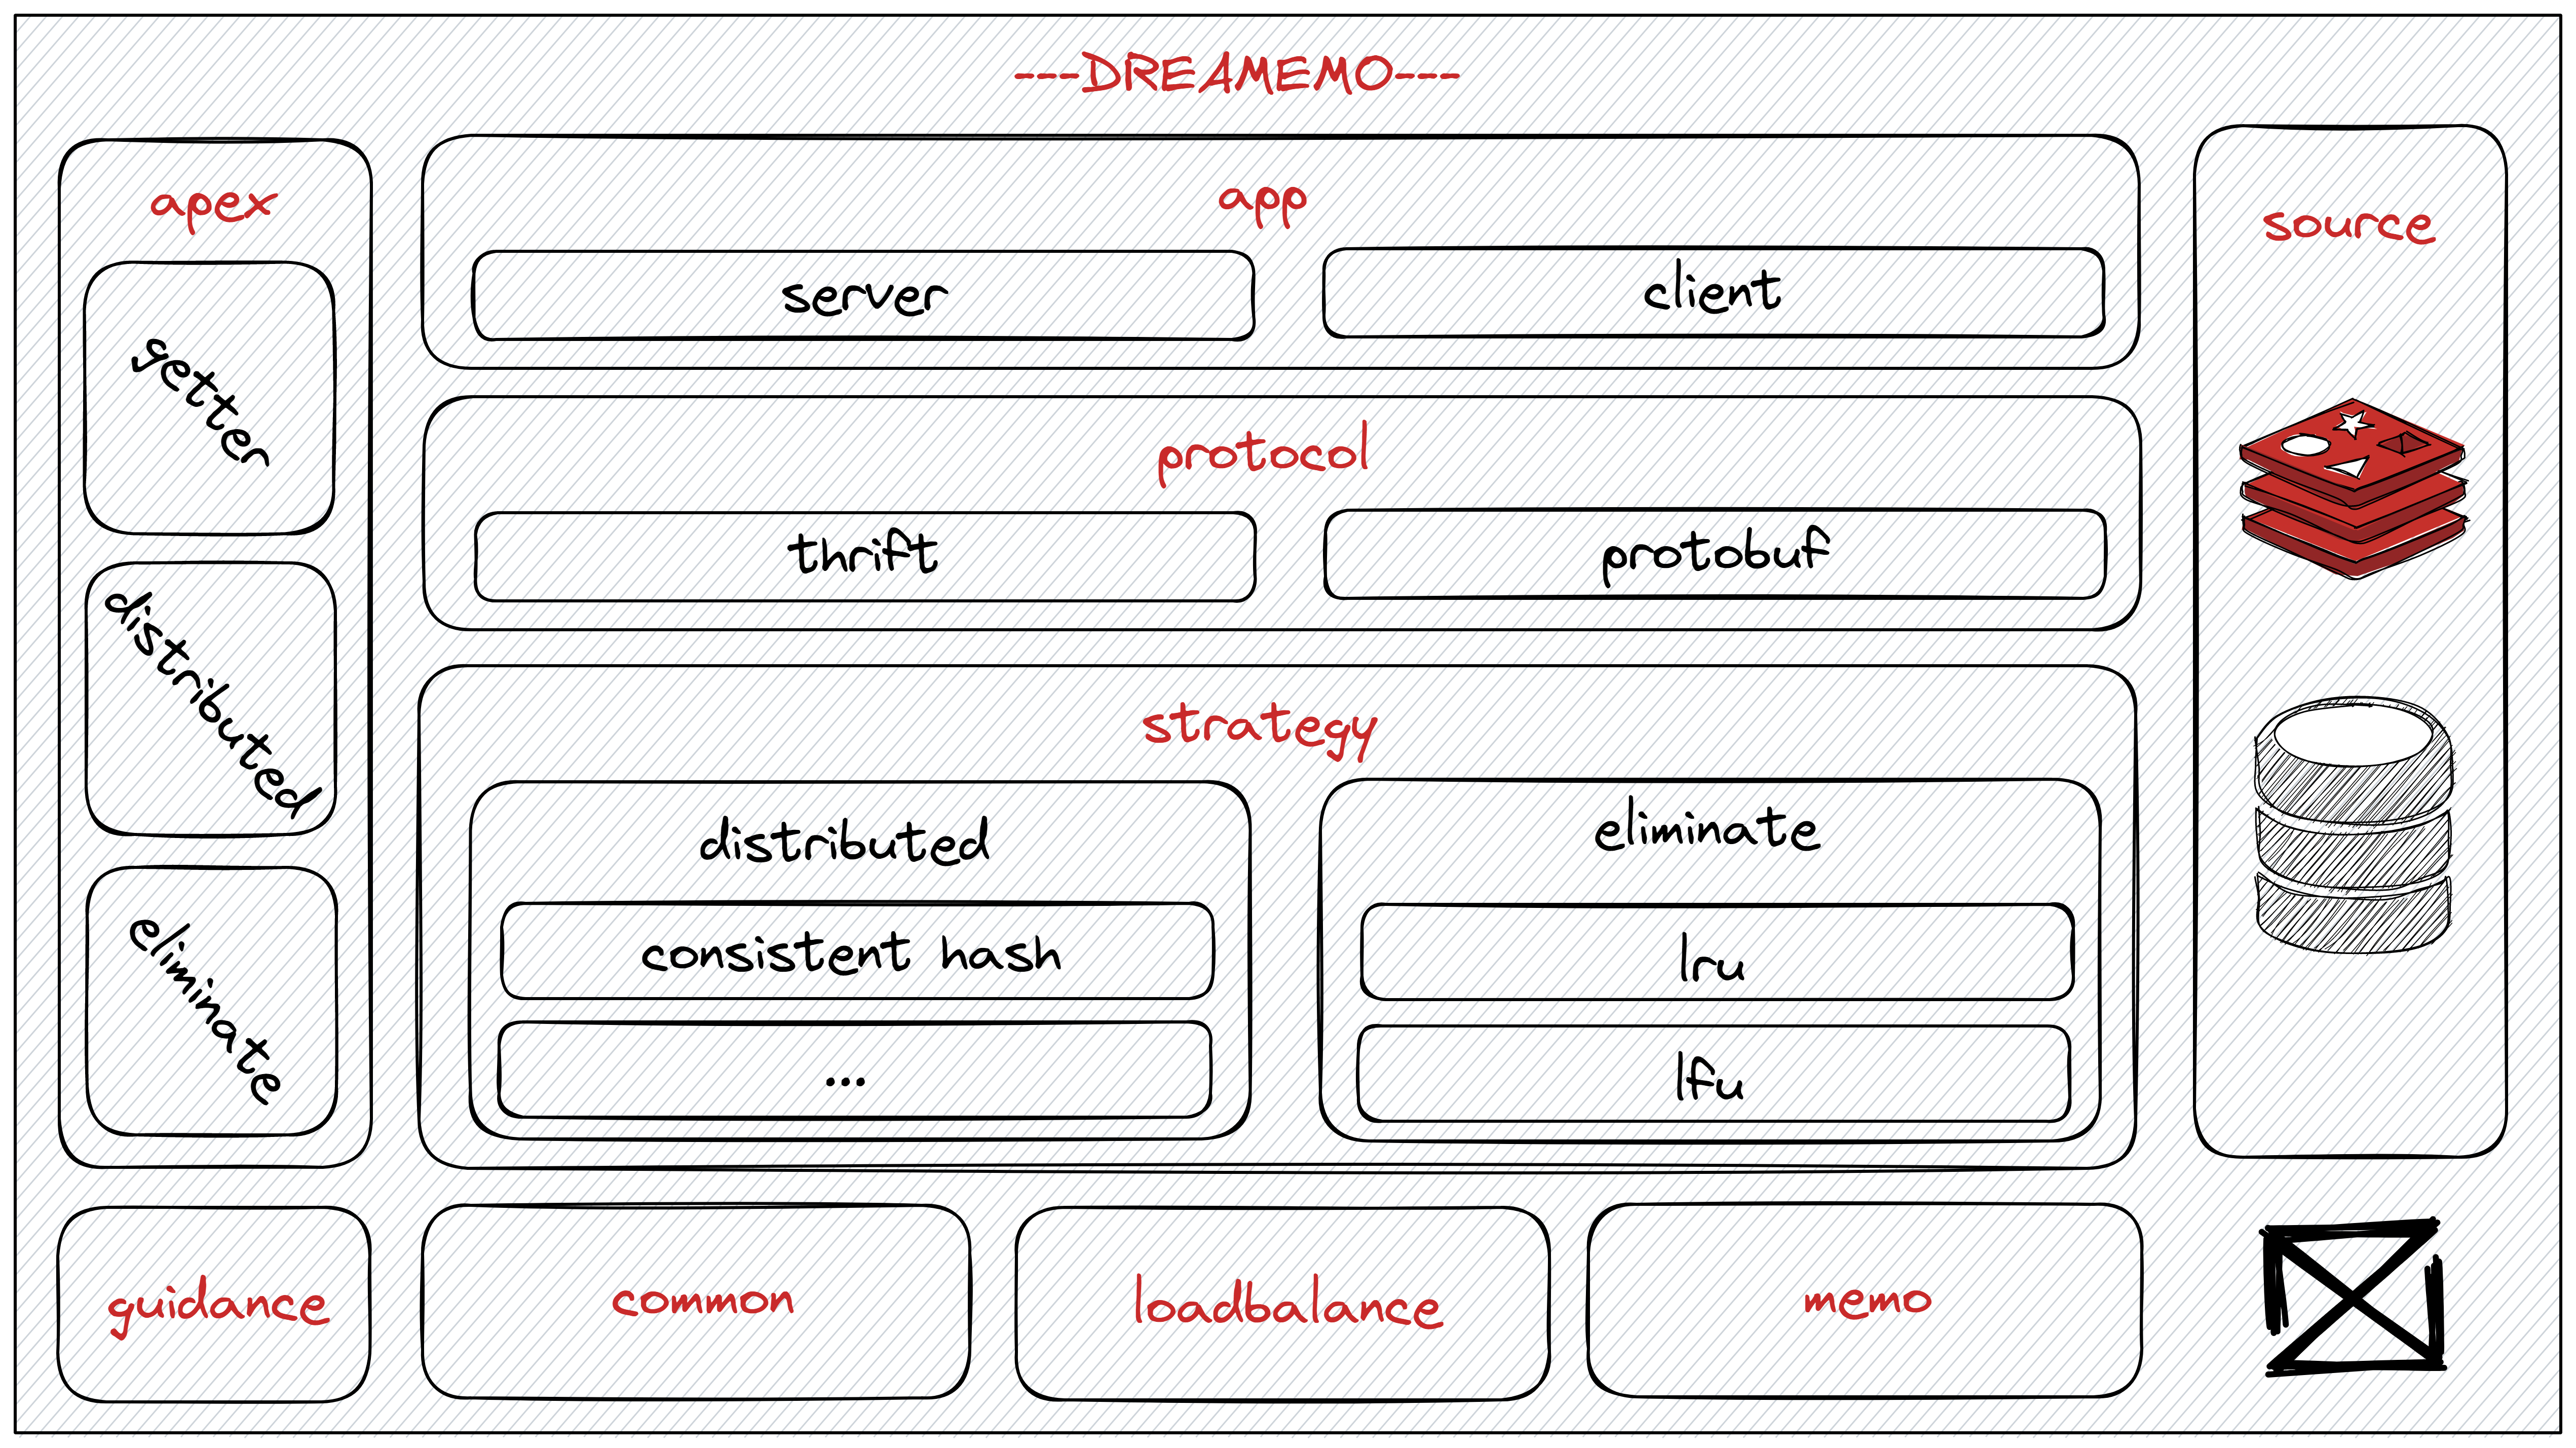 ----DREAMEMO----
apex
getter
distributed
eliminate
app
server
client
protocol
thrift
protobuf
strategy
distributed
consistent hash
...
eliminate
lru
lfu
source
guidance
common
loadbalance
memo